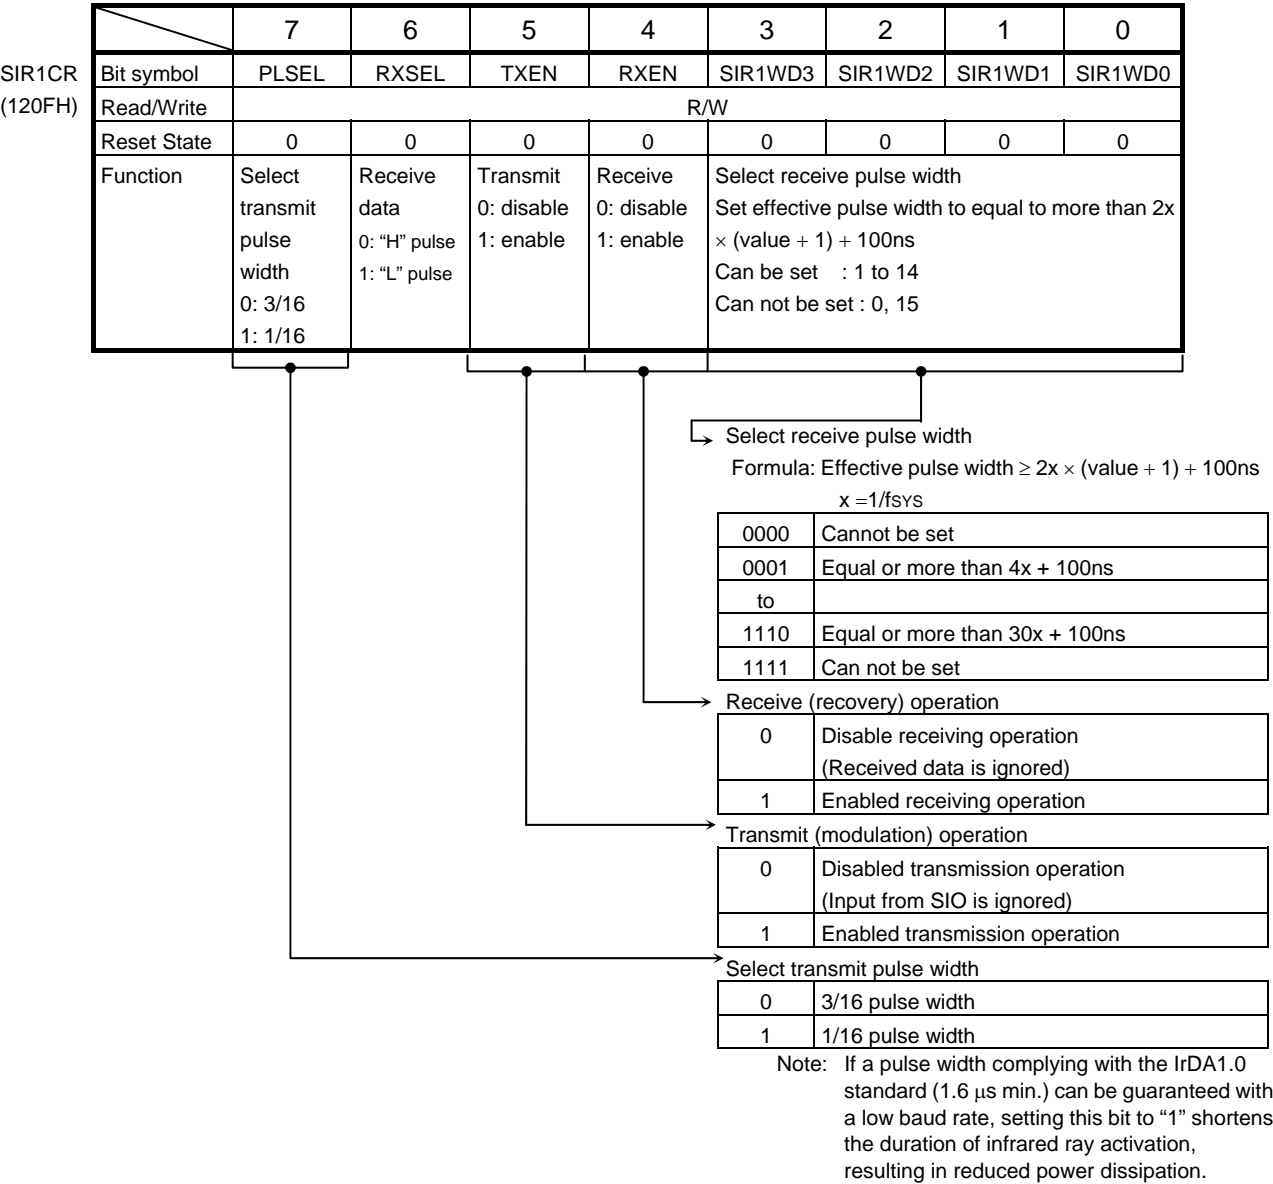 7 6 5 4 3 2 1 0
SIR1CR Bit symbol PLSEL RXSEL TXEN RXEN SIR1WD3 SIR1WD2 SIR1WD1 SIR1WD0
(120FH) Read/Write R/W
Reset State 0 0 0 0 0 0 0 0
Function Select Receive Transmit Receive Select receive pulse width
transmit data 0: disable 0: disable Set effective pulse width to equal to more than 2x
pulse 0: “H” pulse 1: enable 1: enable × (value + 1) + 100ns
width 1: “L” pulse Can be set : 1 to 14
0: 3/16 Can not be set : 0, 15
1: 1/16
Select receive pulse width
Formula: Effective pulse width ≥ 2x × (value + 1) + 100ns
x =1/fSYS
0000 Cannot be set
0001 Equal or more than 4x + 100ns
to
1110 Equal or more than 30x + 100ns
1111 Can not be set
Receive (recovery) operation
0 Disable receiving operation
(Received data is ignored)
1 Enabled receiving operation
Transmit (modulation) operation
0 Disabled transmission operation
(Input from SIO is ignored)
1 Enabled transmission operation
Select transmit pulse width
0 3/16 pulse width
1 1/16 pulse width
Note: If a pulse width complying with the IrDA1.0
standard (1.6 μs min.) can be guaranteed with
a low baud rate, setting this bit to “1” shortens
the duration of infrared ray activation,
resulting in reduced power dissipation.